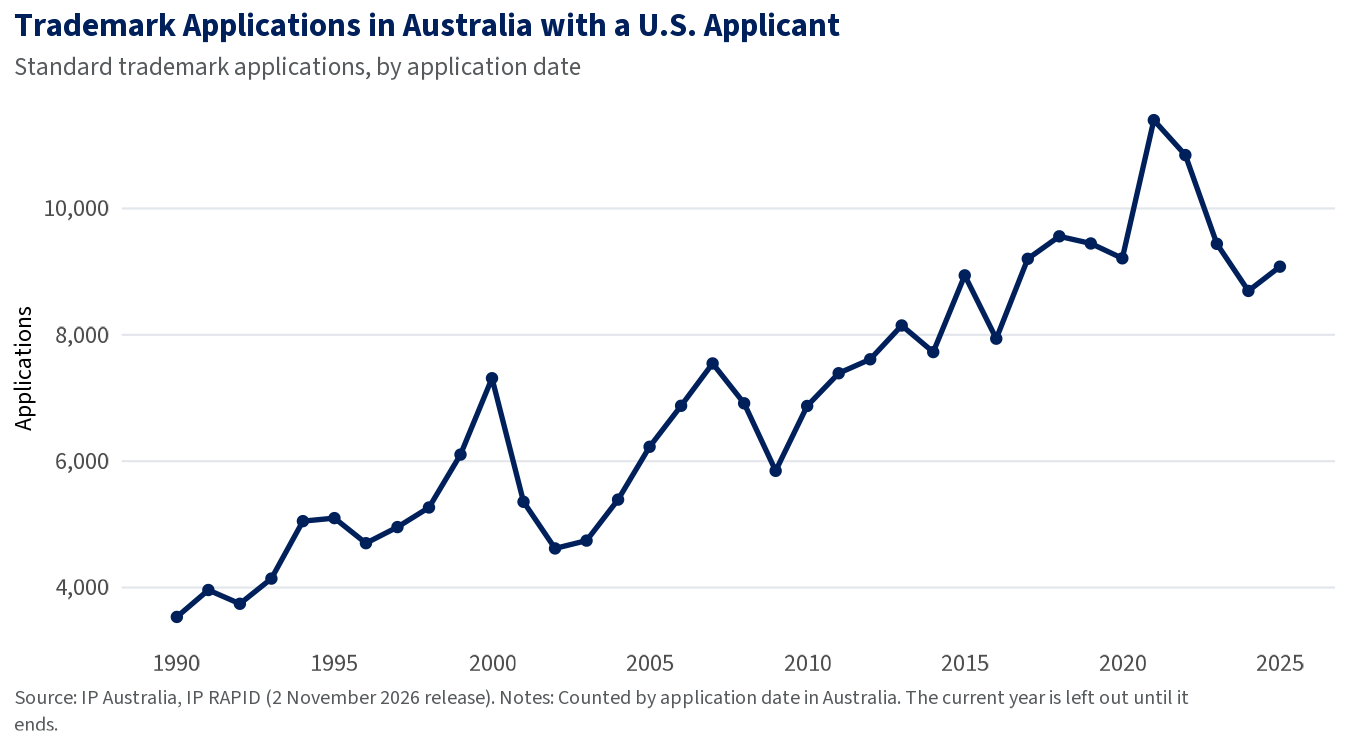 Trademark Applications in Australia with a U.S. Applicant
Standard trademark applications, by application date
Applications
10,000
8,000
6,000
4,000
1990 1995 2000 2005 2010 2015 2020 2025
Source: IP Australia, IP RAPID (2 November 2026 release). Notes: Counted by application date in Australia. The current year is left out until it
ends.